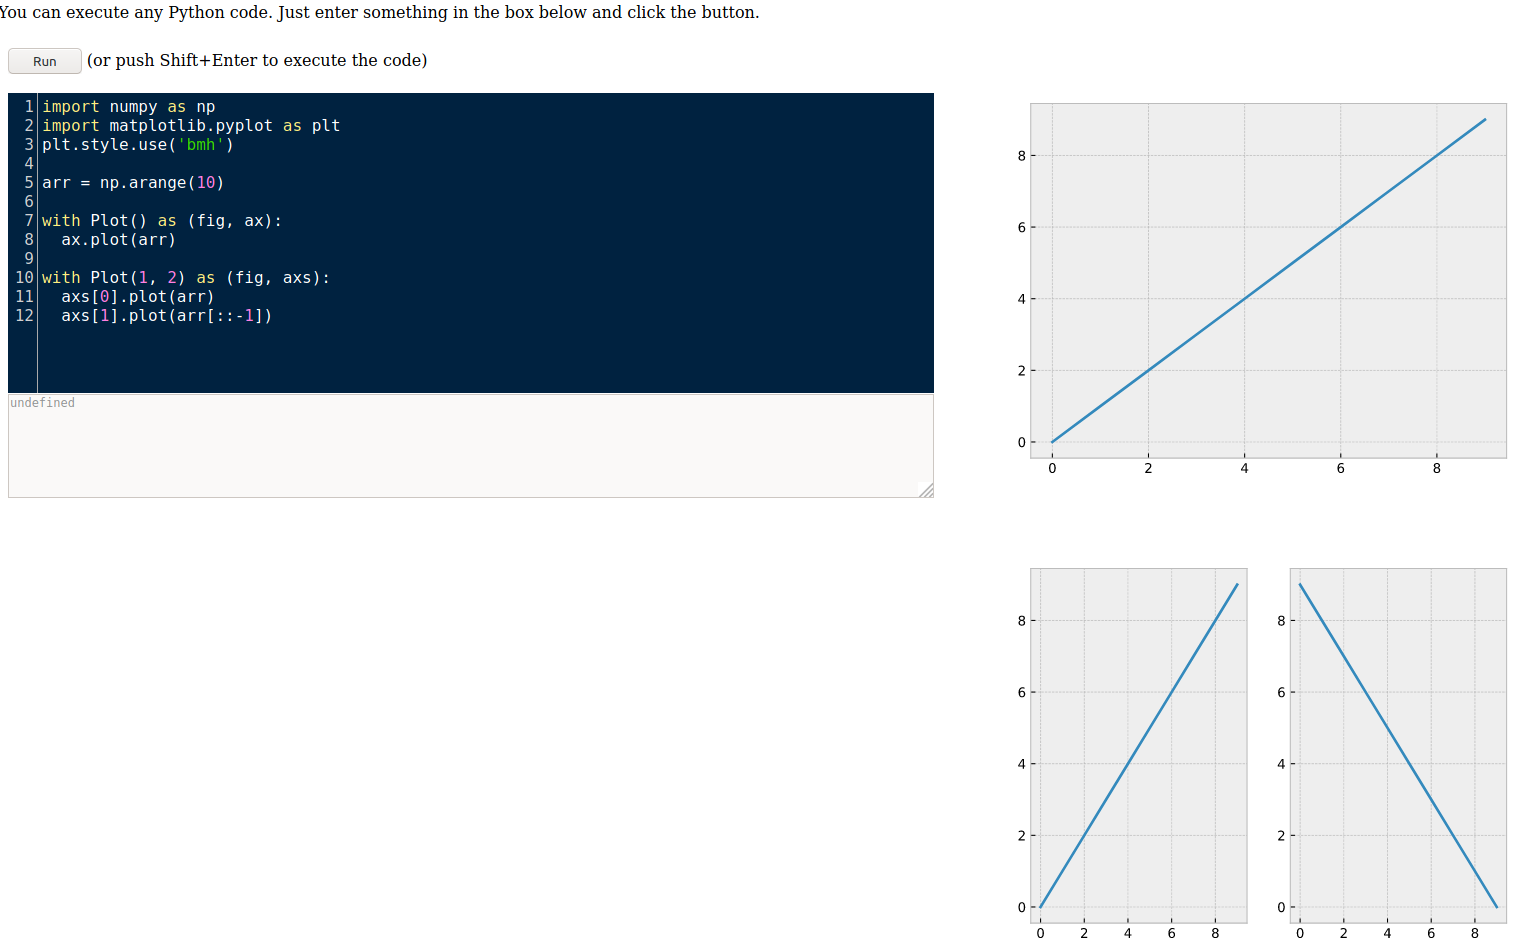 You can execute any Python code. Just enter something in the box below and click the button.
Run (or push Shift+Enter to execute the code)
1 import numpy as np
2 import matplotlib.pyplot as plt
3 plt.style.use('bmh')
4
5 arr = np.arange(10)
6
7 with Plot() as (fig, ax):
8   ax.plot(arr)
9
10 with Plot(1, 2) as (fig, axs):
11   axs[0].plot(arr)
12   axs[1].plot(arr[::-1])
undefined
8
6
4
2
0
0 2 4 6 8
8 8
6 6
4 4
2 2
0 0
0 2 4 6 8 0 2 4 6 8